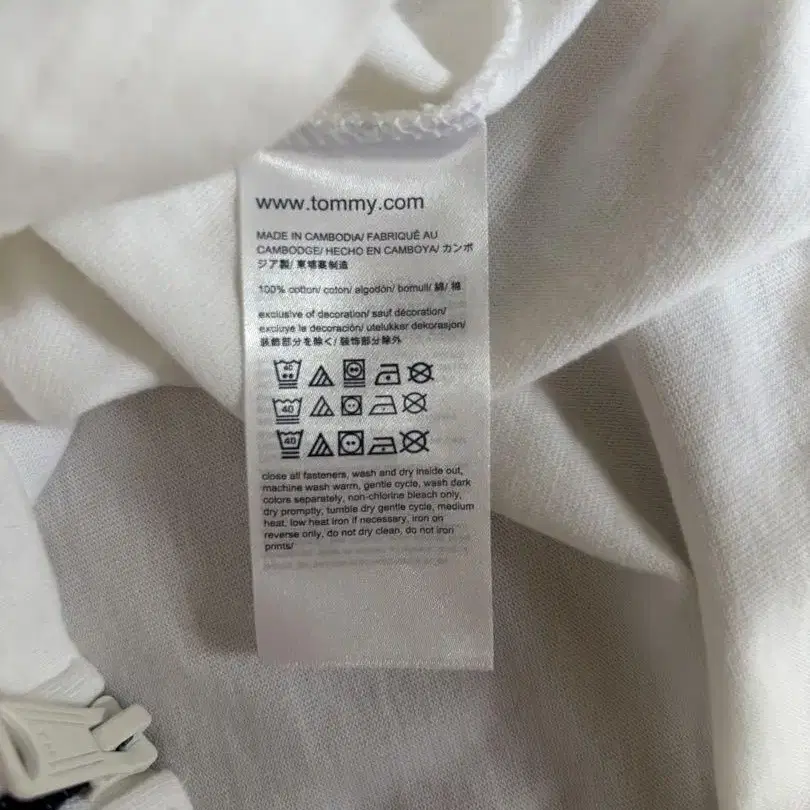 www.tommy.com
MADE IN CAMBODIA/ FABRIQUÉ AU
CAMBODGE/ HECHO EN CAMBOYA/ カンボ
ジア製/ 柬埔寨制造
100% cotton/ coton/ algodón/ bomull/ 綿/ 棉
exclusive of decoration/ sauf décoration/
excluye la decoración/ utelukker dekorasjon/
装飾部分を除く/ 装饰部分除外
40
40
40
close all fasteners, wash and dry inside out,
machine wash warm, gentle cycle, wash dark
colors separately, non-chlorine bleach only,
dry promptly, tumble dry gentle cycle, medium
heat, low heat iron if necessary, iron on
reverse only, do not dry clean, do not iron
prints/